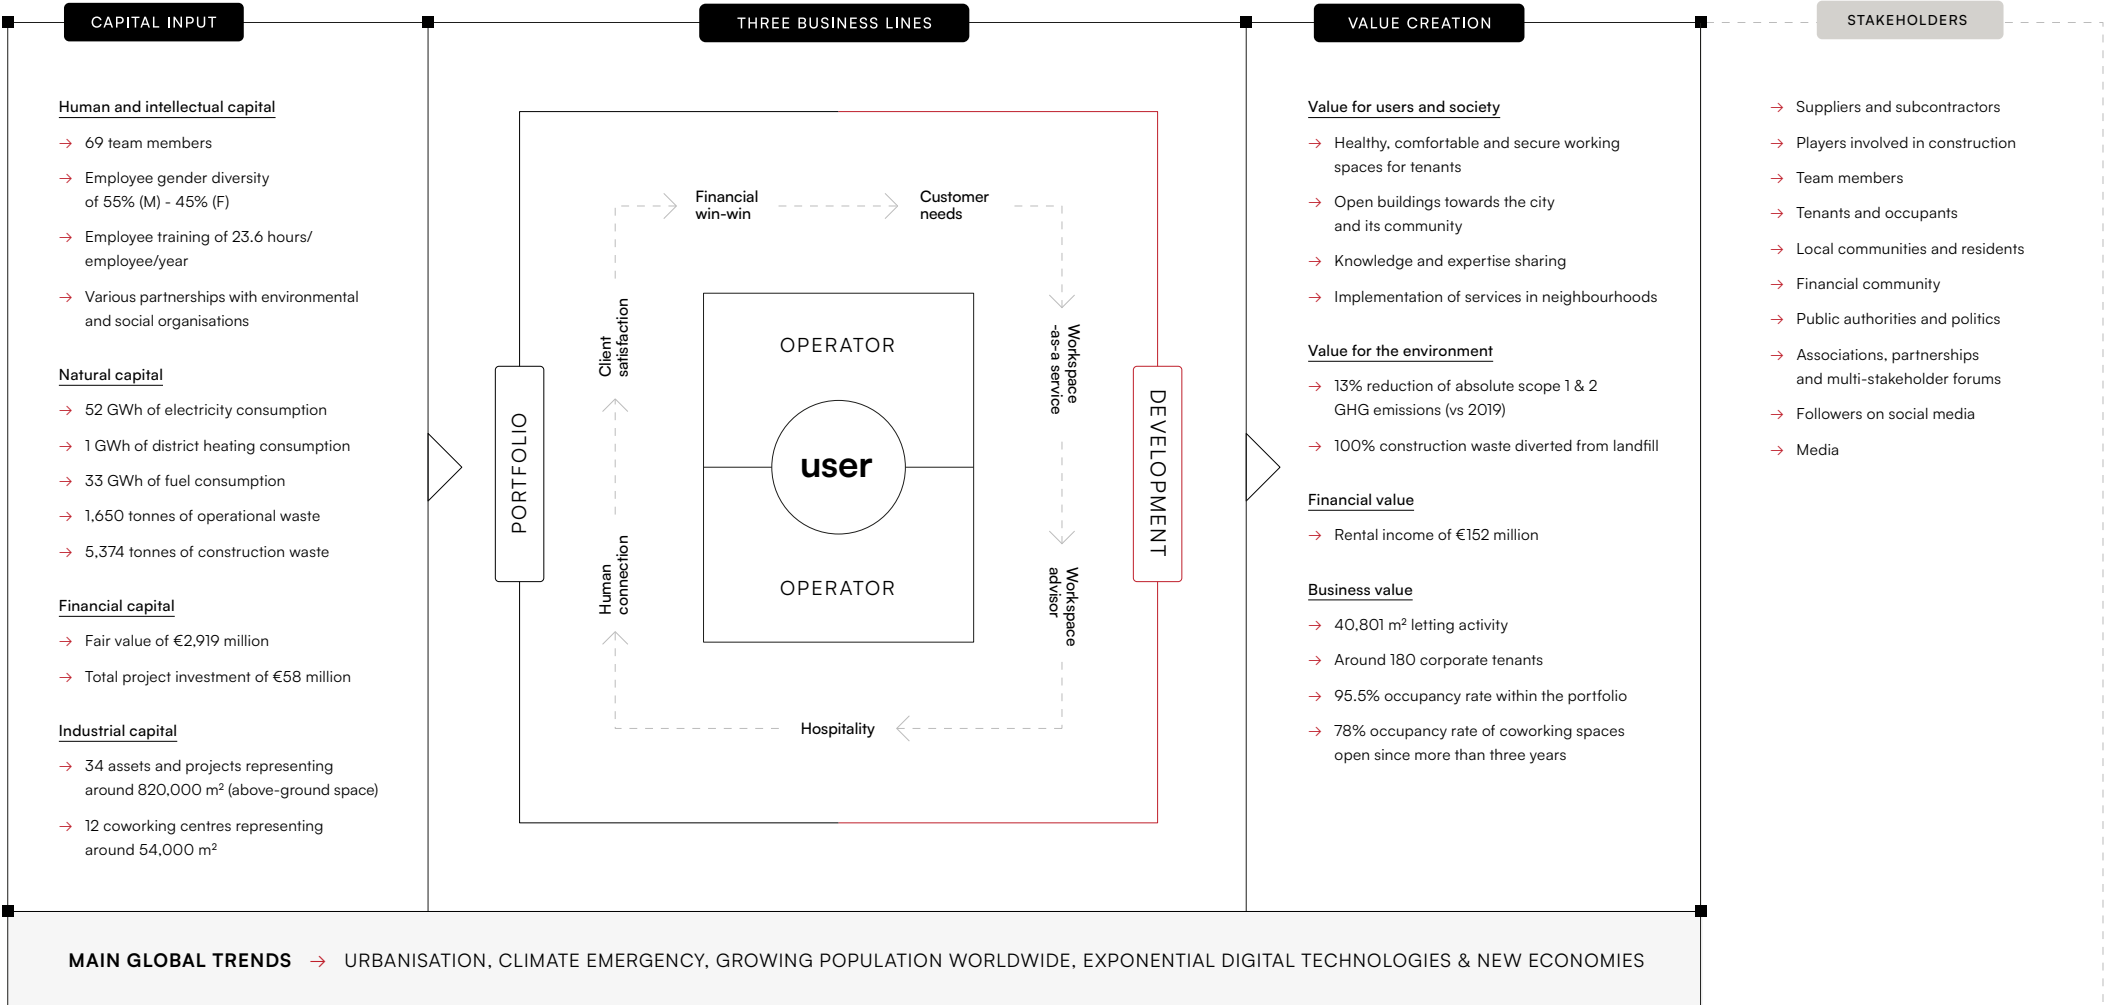 CAPITAL INPUT
Human and intellectual capital
→ 69 team members
→ Employee gender diversity
of 55% (M) - 45% (F)
→ Employee training of 23.6 hours/
employee/year
→ Various partnerships with environmental
and social organisations
Natural capital
→ 52 GWh of electricity consumption
→ 1 GWh of district heating consumption
→ 33 GWh of fuel consumption
→ 1,650 tonnes of operational waste
→ 5,374 tonnes of construction waste
Financial capital
→ Fair value of €2,919 million
→ Total project investment of €58 million
Industrial capital
→ 34 assets and projects representing
around 820,000 m² (above-ground space)
→ 12 coworking centres representing
around 54,000 m²
THREE BUSINESS LINES
PORTFOLIO
Financial
win-win
Customer
needs
Workspace
-as-a service
Workspace
advisor
Hospitality
Human
connection
Client
satisfaction
OPERATOR
user
OPERATOR
DEVELOPMENT
VALUE CREATION
Value for users and society
→ Healthy, comfortable and secure working
spaces for tenants
→ Open buildings towards the city
and its community
→ Knowledge and expertise sharing
→ Implementation of services in neighbourhoods
Value for the environment
→ 13% reduction of absolute scope 1 & 2
GHG emissions (vs 2019)
→ 100% construction waste diverted from landfill
Financial value
→ Rental income of €152 million
Business value
→ 40,801 m² letting activity
→ Around 180 corporate tenants
→ 95.5% occupancy rate within the portfolio
→ 78% occupancy rate of coworking spaces
open since more than three years
STAKEHOLDERS
→ Suppliers and subcontractors
→ Players involved in construction
→ Team members
→ Tenants and occupants
→ Local communities and residents
→ Financial community
→ Public authorities and politics
→ Associations, partnerships
and multi-stakeholder forums
→ Followers on social media
→ Media
MAIN GLOBAL TRENDS → URBANISATION, CLIMATE EMERGENCY, GROWING POPULATION WORLDWIDE, EXPONENTIAL DIGITAL TECHNOLOGIES & NEW ECONOMIES